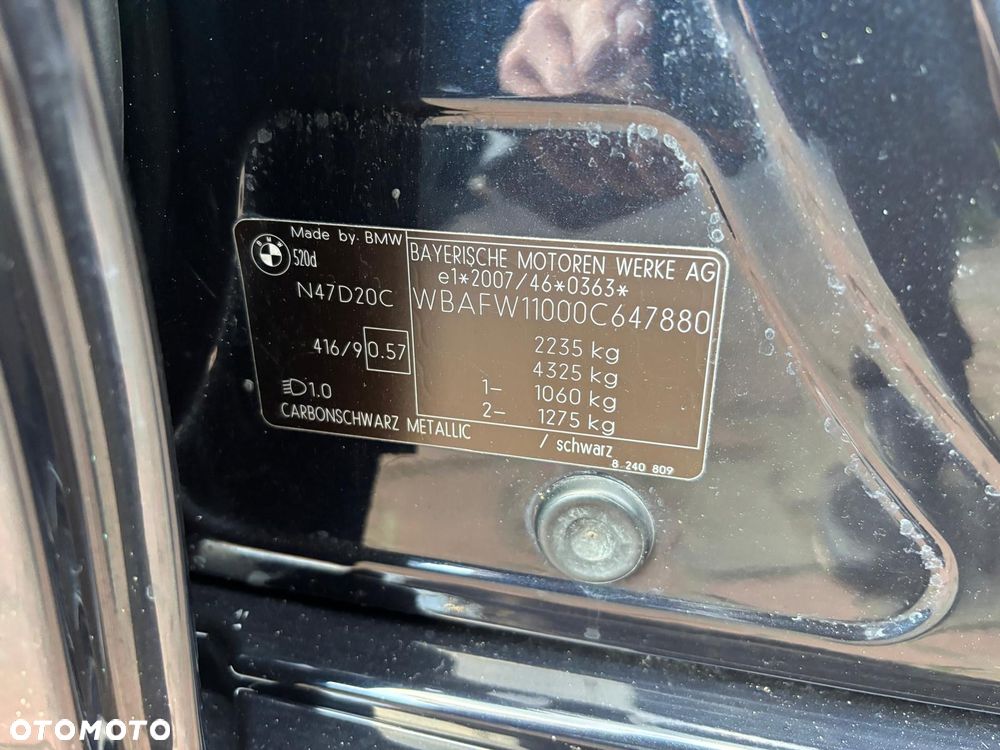 Made by BMW
BMW
520d
N47D20C
416/9 0.57
1.0
CARBONSCHWARZ METALLIC / schwarz
BAYERISCHE MOTOREN WERKE AG
e1*2007/46*0363*
WBAFW11000C647880
2235 kg
4325 kg
1- 1060 kg
2- 1275 kg
8 240 809
OTOMOTO